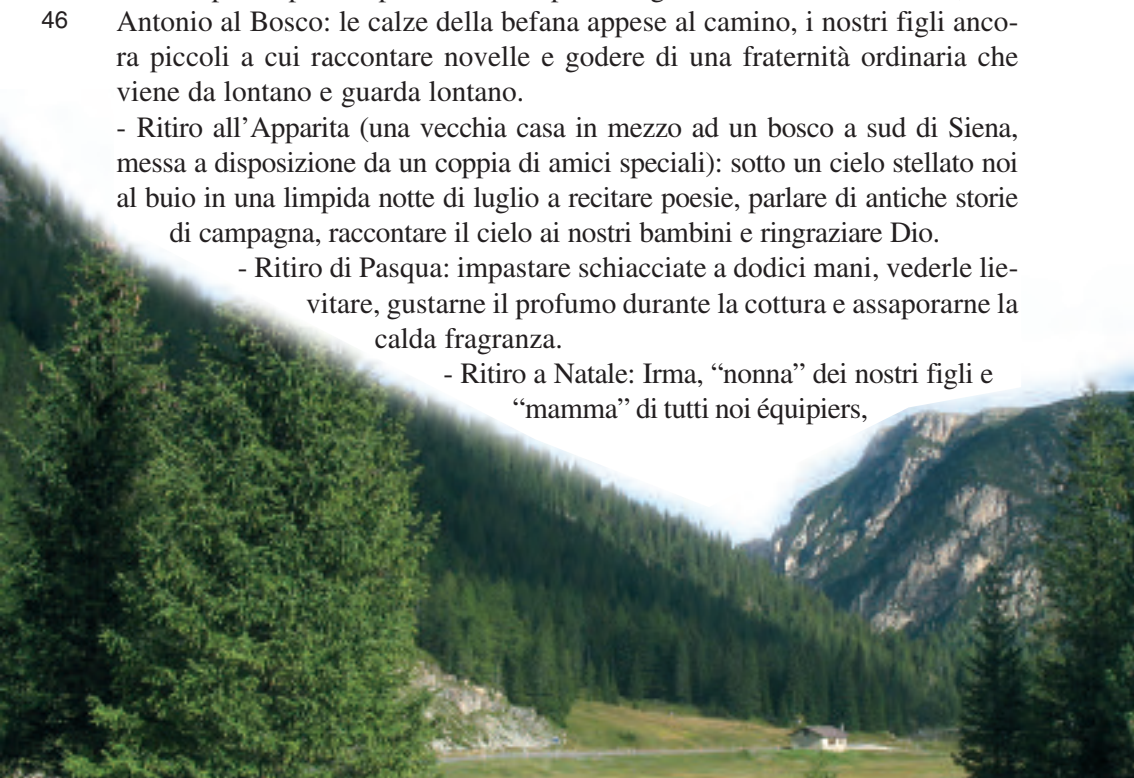 46
Antonio al Bosco: le calze della befana appese al camino, i nostri figli anco-
ra piccoli a cui raccontare novelle e godere di una fraternità ordinaria che
viene da lontano e guarda lontano.
- Ritiro all’Apparita (una vecchia casa in mezzo ad un bosco a sud di Siena,
messa a disposizione da un coppia di amici speciali): sotto un cielo stellato noi
al buio in una limpida notte di luglio a recitare poesie, parlare di antiche storie
di campagna, raccontare il cielo ai nostri bambini e ringraziare Dio.
- Ritiro di Pasqua: impastare schiacciate a dodici mani, vederle lie-
vitare, gustarne il profumo durante la cottura e assaporarne la
calda fragranza.
- Ritiro a Natale: Irma, “nonna” dei nostri figli e
“mamma” di tutti noi équipiers,